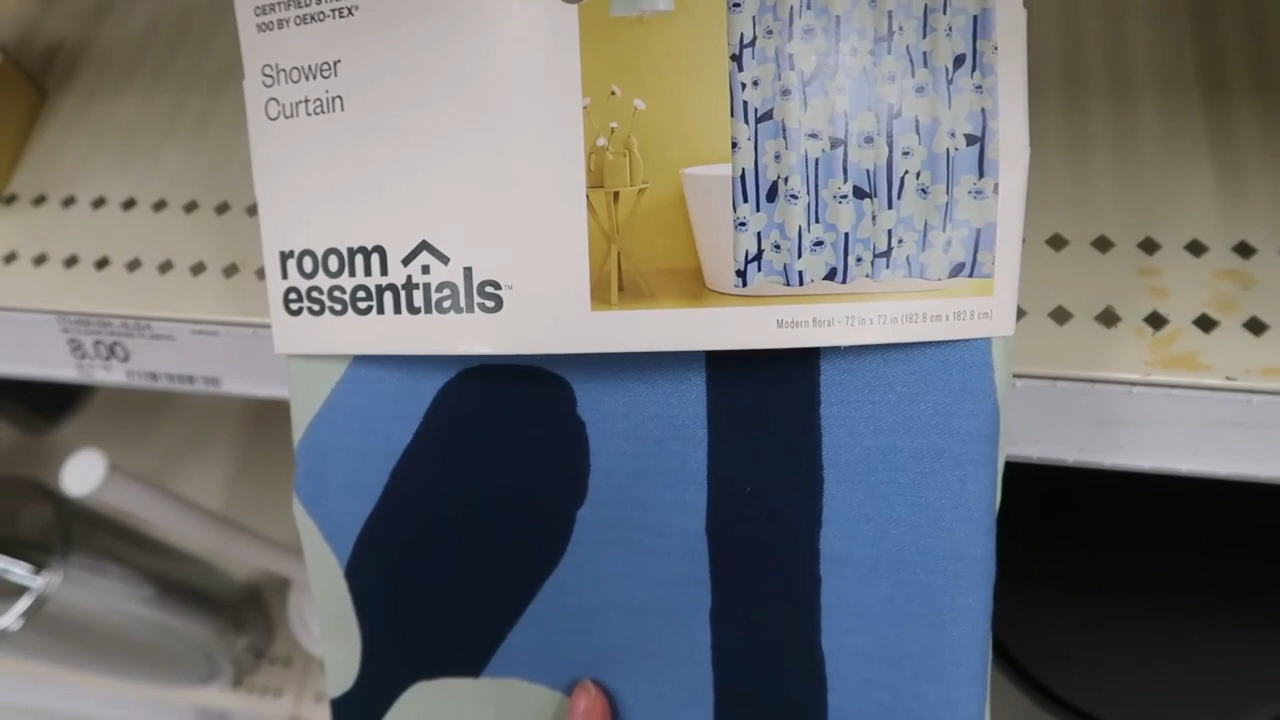 100 BY OEKO-TEX®
Shower
Curtain
room
essentials™
Modern floral - 72 in x 72 in (182.8 cm x 182.8 cm)
8.00